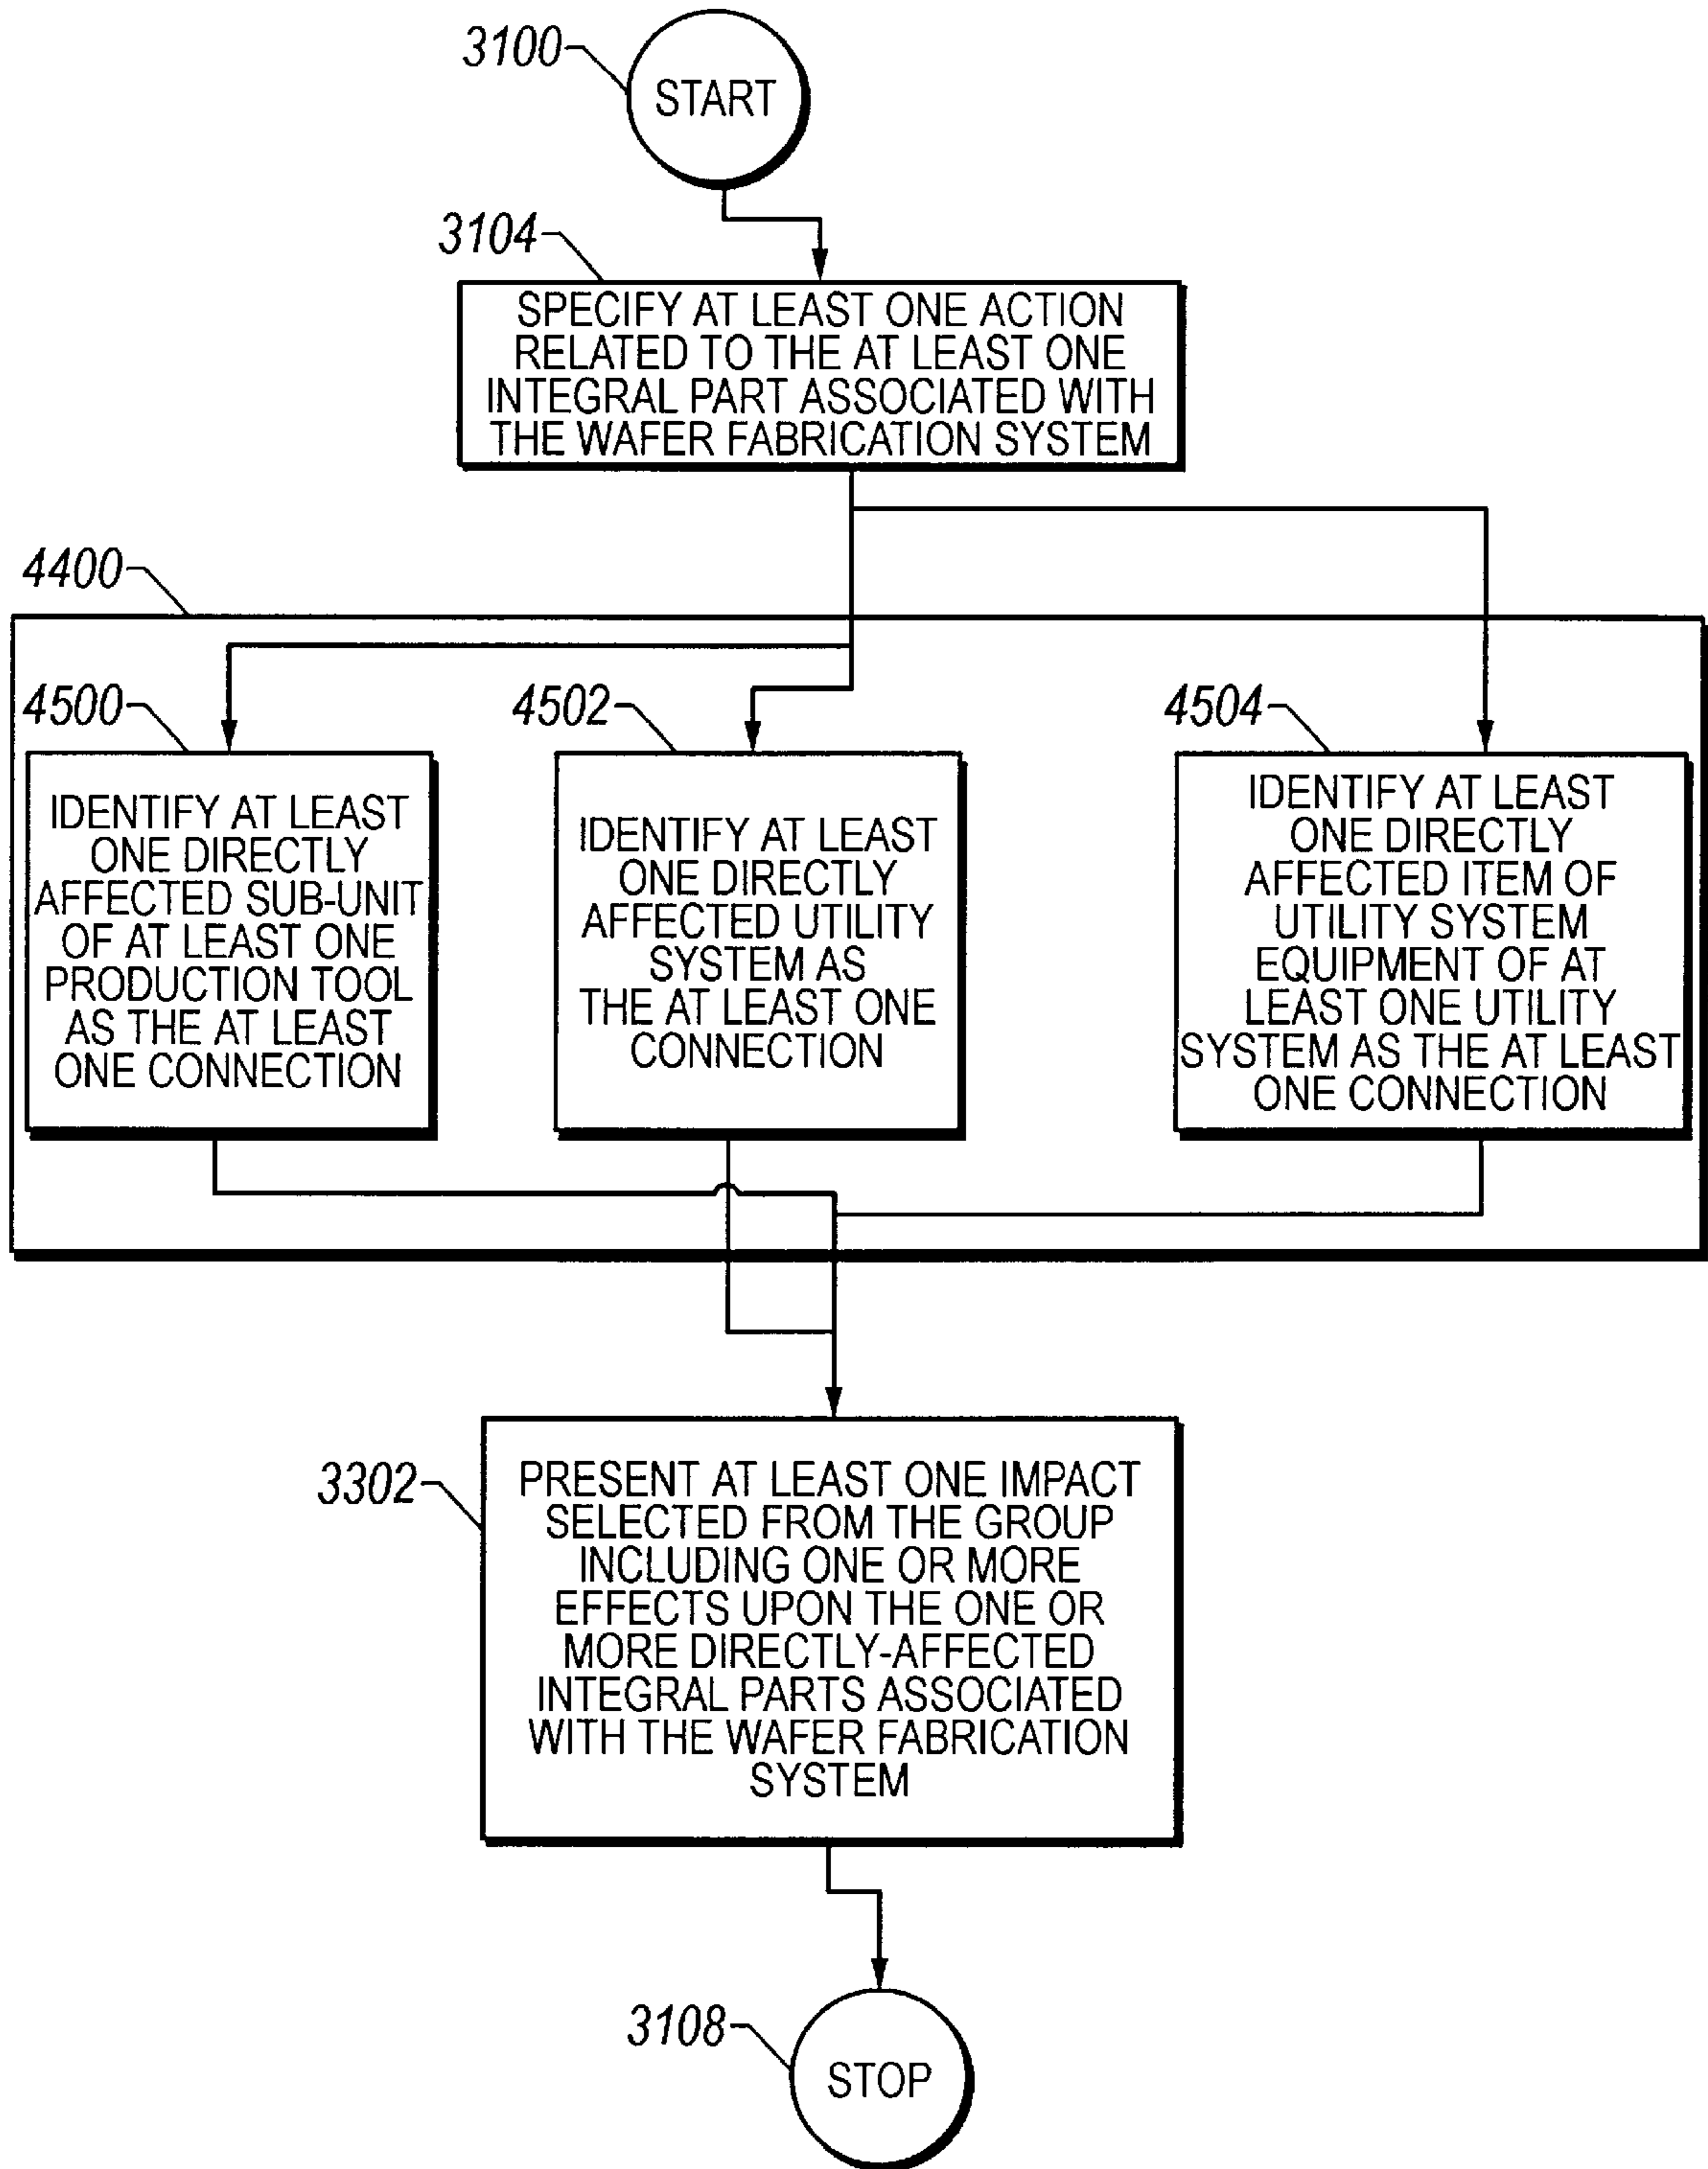 3100
START
3104
SPECIFY AT LEAST ONE ACTION
RELATED TO THE AT LEAST ONE
INTEGRAL PART ASSOCIATED WITH
THE WAFER FABRICATION SYSTEM
4400
4500
IDENTIFY AT LEAST
ONE DIRECTLY
AFFECTED SUB-UNIT
OF AT LEAST ONE
PRODUCTION TOOL
AS THE AT LEAST
ONE CONNECTION
4502
IDENTIFY AT LEAST
ONE DIRECTLY
AFFECTED UTILITY
SYSTEM AS
THE AT LEAST ONE
CONNECTION
4504
IDENTIFY AT LEAST
ONE DIRECTLY
AFFECTED ITEM OF
UTILITY SYSTEM
EQUIPMENT OF AT
LEAST ONE UTILITY
SYSTEM AS THE AT LEAST
ONE CONNECTION
3302
PRESENT AT LEAST ONE IMPACT
SELECTED FROM THE GROUP
INCLUDING ONE OR MORE
EFFECTS UPON THE ONE OR
MORE DIRECTLY-AFFECTED
INTEGRAL PARTS ASSOCIATED
WITH THE WAFER FABRICATION
SYSTEM
3108
STOP